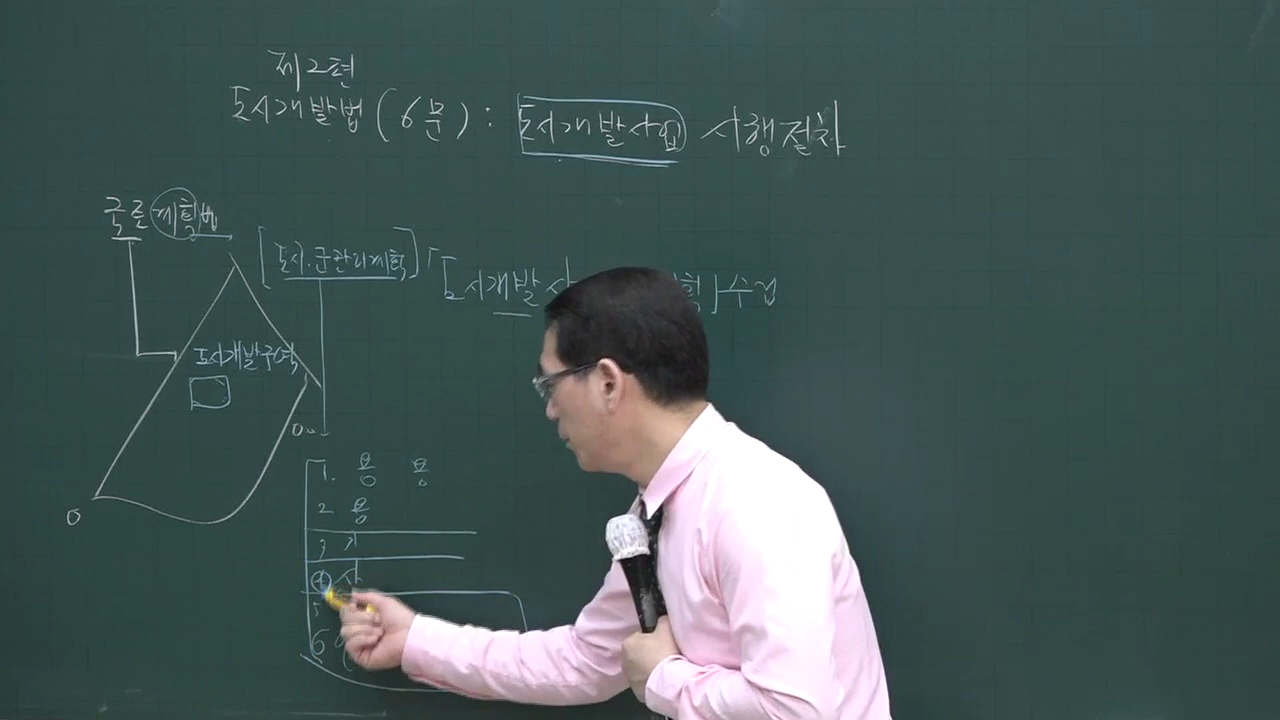 제2편
도시개발법 (6문) : 도시개발사업 시행절차
국토계획법
[도시.군관리계획] 「도시개발사 획」수립
도시개발구역
1. 용 용
2 용
3 기
④ 사
5
6